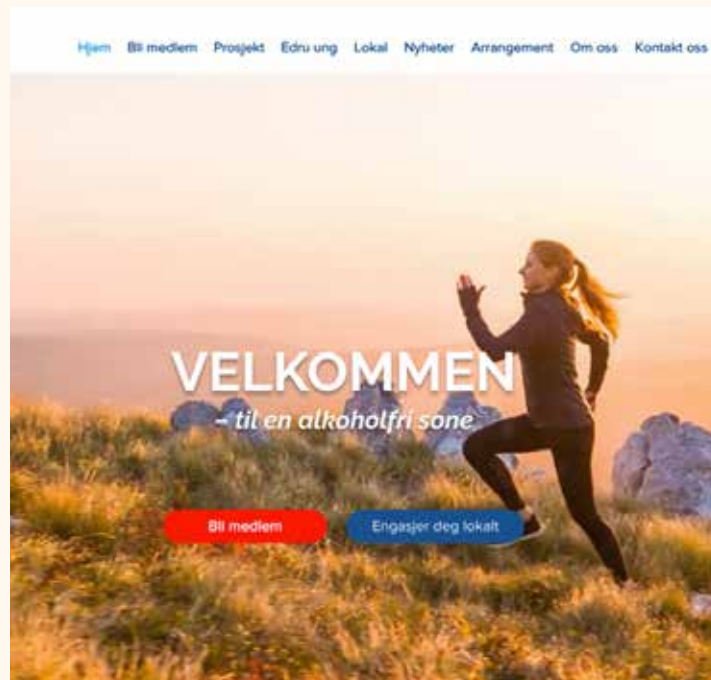 Hjem Bli medlem Prosjekt Edru ung Lokal Nyheter Arrangement Om oss Kontakt oss
VELKOMMEN
– til en alkoholfri sone
Bli medlem Engasjer deg lokalt